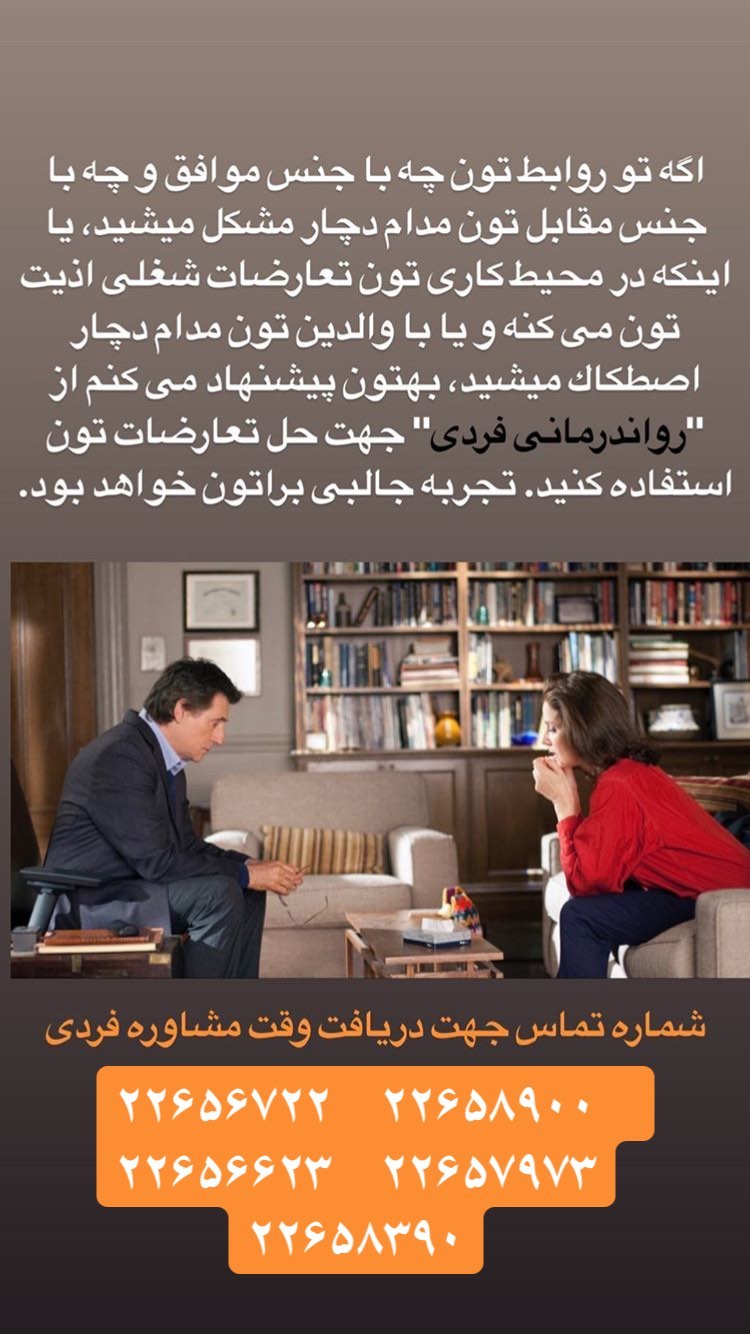 اگه تو روابط تون چه با جنس موافق و چه با
جنس مقابل تون مدام دچار مشکل میشید، یا
اینکه در محیط کاری تون تعارضات شغلی اذیت
تون می کنه و یا با والدین تون مدام دچار
اصطکاك میشید، بهتون پیشنهاد می کنم از
"رواندرمانی فردی" جهت حل تعارضات تون
استفاده کنید. تجربه جالبی براتون خواهد بود.
شماره تماس جهت دریافت وقت مشاوره فردی
۲۲۶۵۶۷۲۲ ۲۲۶۵۸۹۰۰
۲۲۶۵۶۶۲۳ ۲۲۶۵۷۹۷۳
۲۲۶۵۸۳۹۰